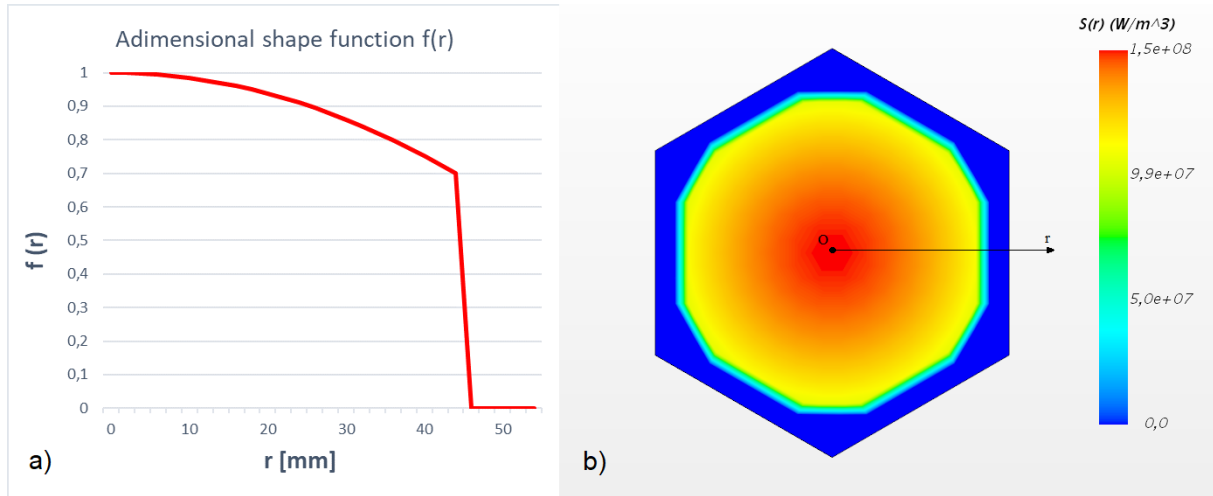 Adimensional shape function f(r)
1
0,9
0,8
0,7
0,6
0,5
0,4
0,3
0,2
0,1
0
f (r)
0 10 20 30 40 50
r [mm]
a)
S(r) (W/m^3)
1,5e+08
9,9e+07
5,0e+07
0,0
O
r
b)